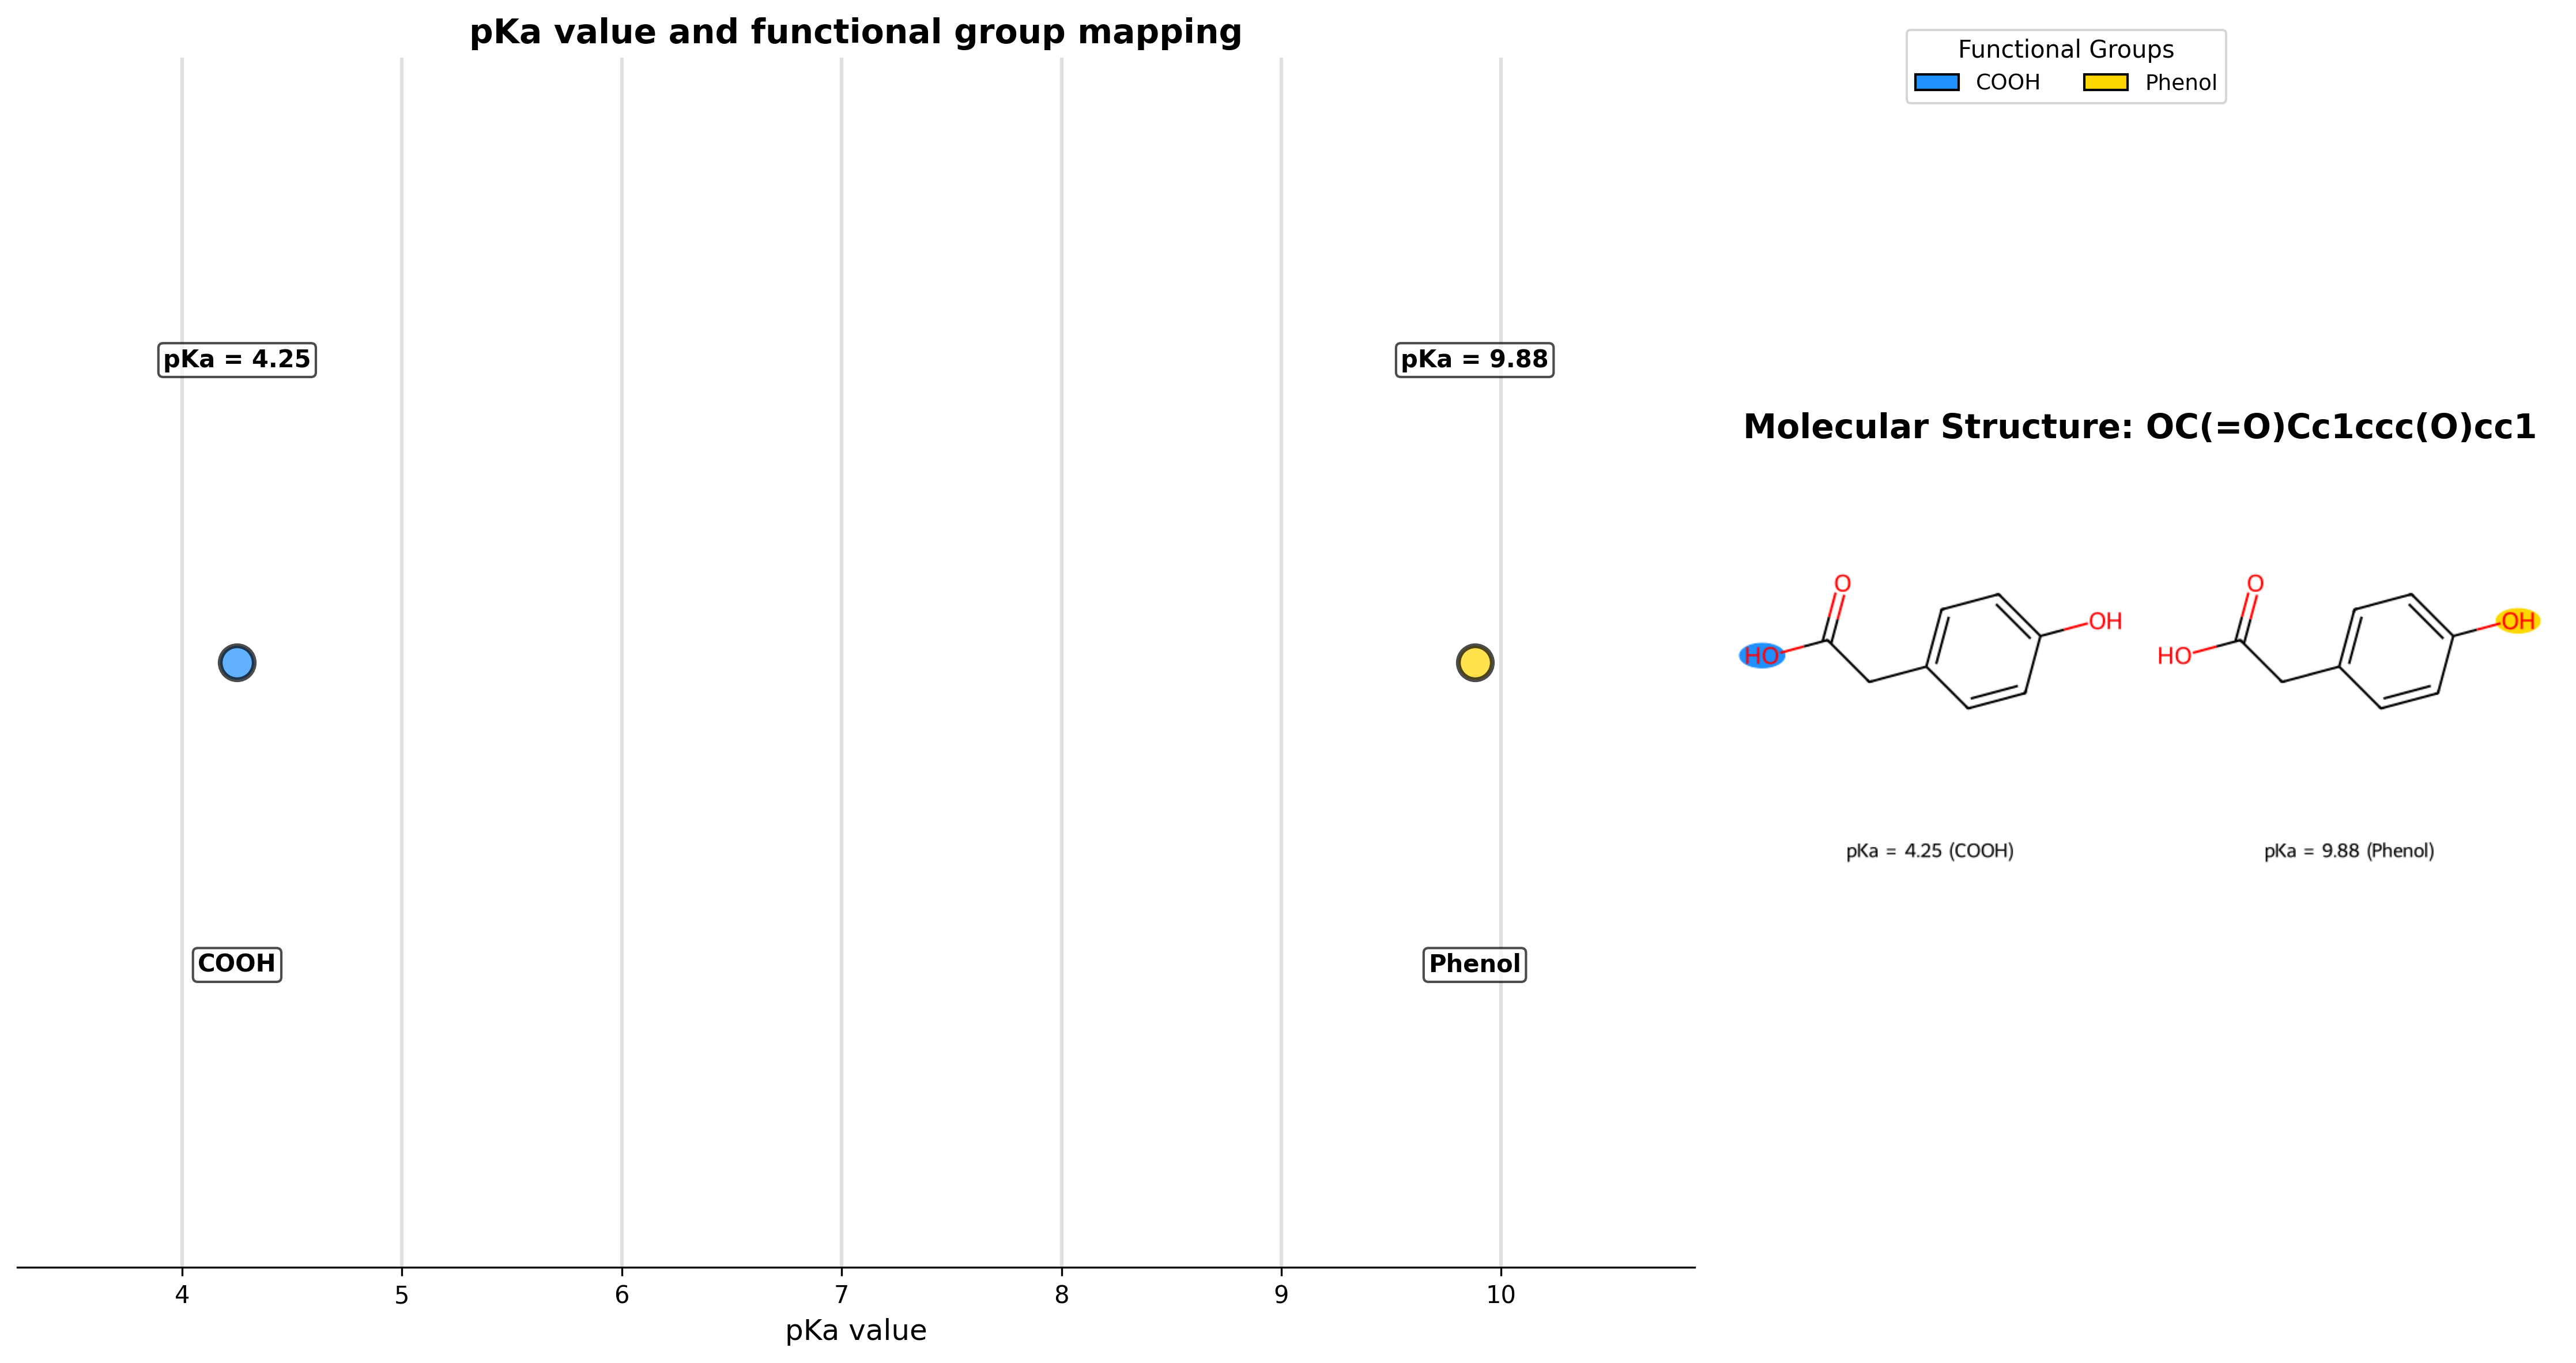 pKa value and functional group mapping
Functional Groups
COOH
Phenol
pKa = 4.25
pKa = 9.88
Molecular Structure: OC(=O)Cc1ccc(O)cc1
O
HO
OH
O
HO
OH
pKa = 4.25 (COOH)
pKa = 9.88 (Phenol)
COOH
Phenol
4
5
6
7
8
9
10
pKa value